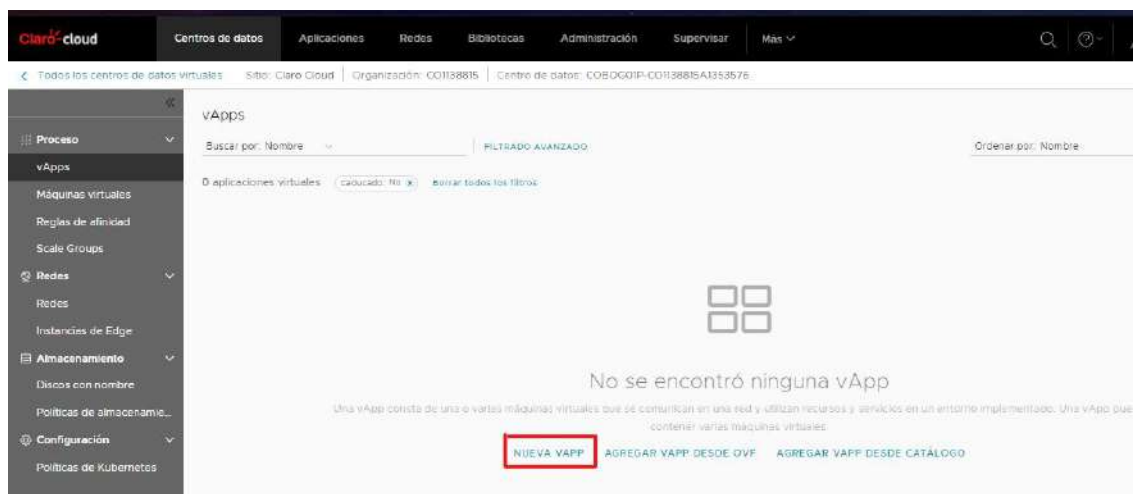 Claro-cloud
Centros de datos Aplicaciones Redes Bibliotecas Administración Supervisar Más
Todos los centros de datos virtuales Sitio: Claro Cloud Organización: CO1138815 Centro de datos: COBOG01P-CO1138815A1353576
vApps
Proceso
Buscar por: Nombre FILTRADO AVANZADO Ordenar por: Nombre
vApps
0 aplicaciones virtuales caducado: No Borrar todos los filtros
Máquinas virtuales
Reglas de afinidad
Scale Groups
Redes
Redes
Instancias de Edge
Almacenamiento
Discos con nombre
No se encontró ninguna vApp
Políticas de almacenamie...
Una vApp consta de una o varias máquinas virtuales que se comunican en una red y utilizan recursos y servicios en un entorno implementado. Una vApp pue
contener varias máquinas virtuales.
Configuración
NUEVA VAPP AGREGAR VAPP DESDE OVF AGREGAR VAPP DESDE CATÁLOGO
Políticas de Kubernetes